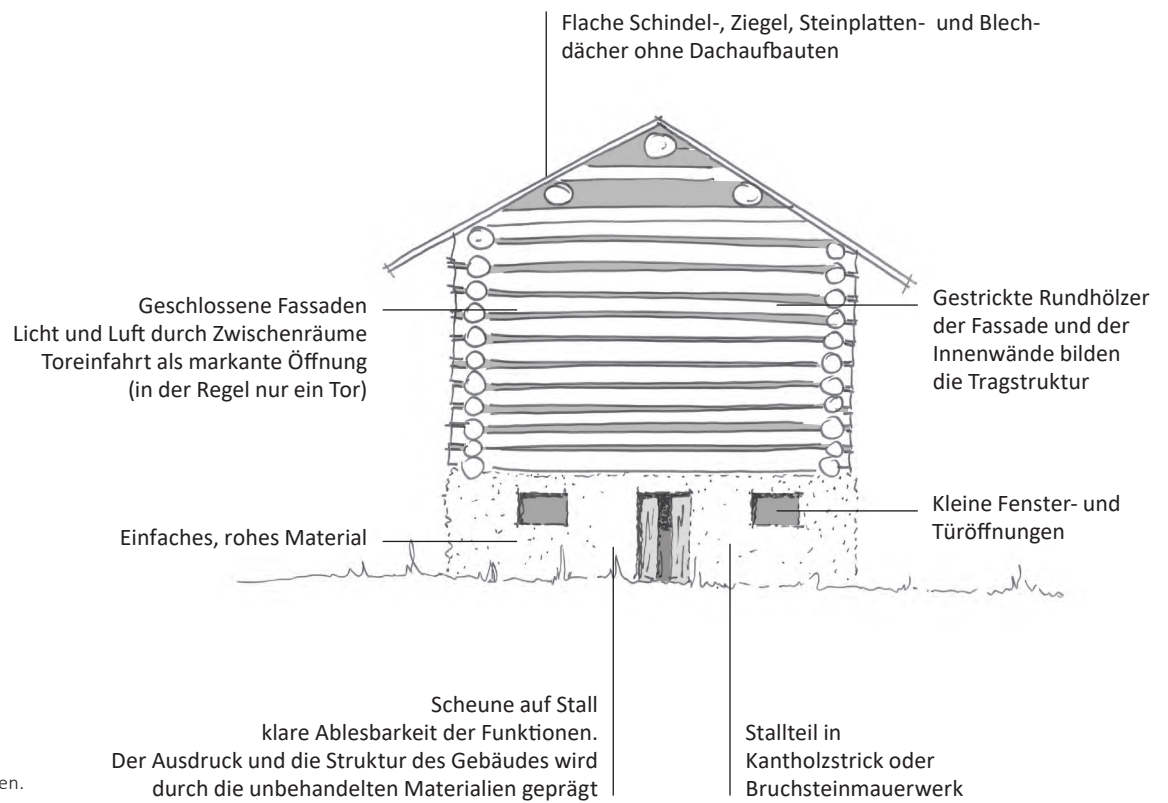 Flache Schindel-, Ziegel, Steinplatten- und Blech-
dächer ohne Dachaufbauten
Geschlossene Fassaden
Licht und Luft durch Zwischenräume
Toreinfahrt als markante Öffnung
(in der Regel nur ein Tor)
Gestrickte Rundhölzer
der Fassade und der
Innenwände bilden
die Tragstruktur
Einfaches, rohes Material
Kleine Fenster- und
Türöffnungen
Scheune auf Stall
klare Ablesbarkeit der Funktionen.
Der Ausdruck und die Struktur des Gebäudes wird
durch die unbehandelten Materialien geprägt
Stallteil in
Kantholzstrick oder
Bruchsteinmauerwerk
en.